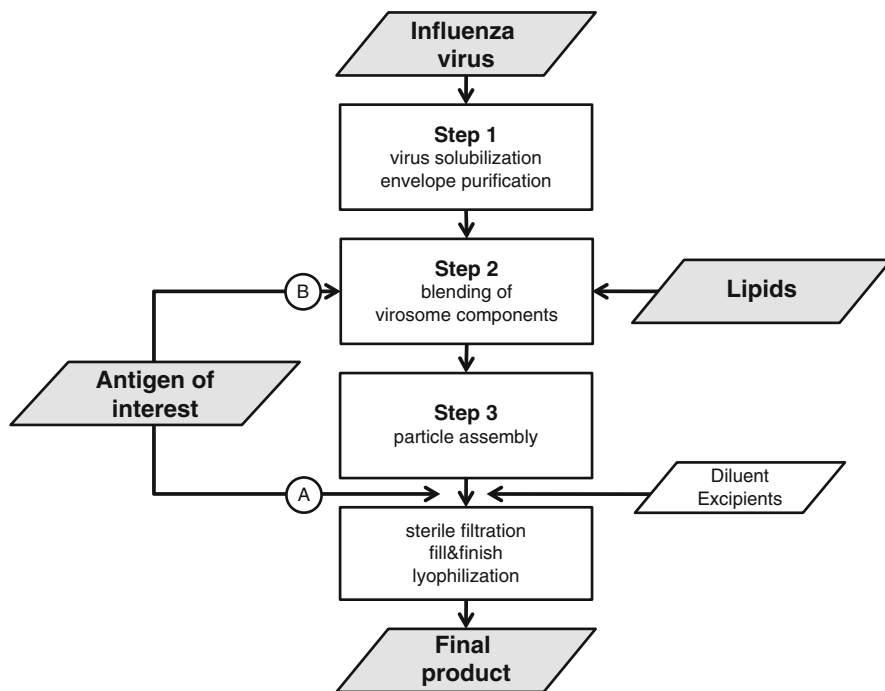 Influenza
virus
Step 1
virus solubilization
envelope purification
B
Step 2
blending of
virosome components
Lipids
Antigen of
interest
Step 3
particle assembly
A
Diluent
Excipients
sterile filtration
fill&finish
lyophilization
Final
product